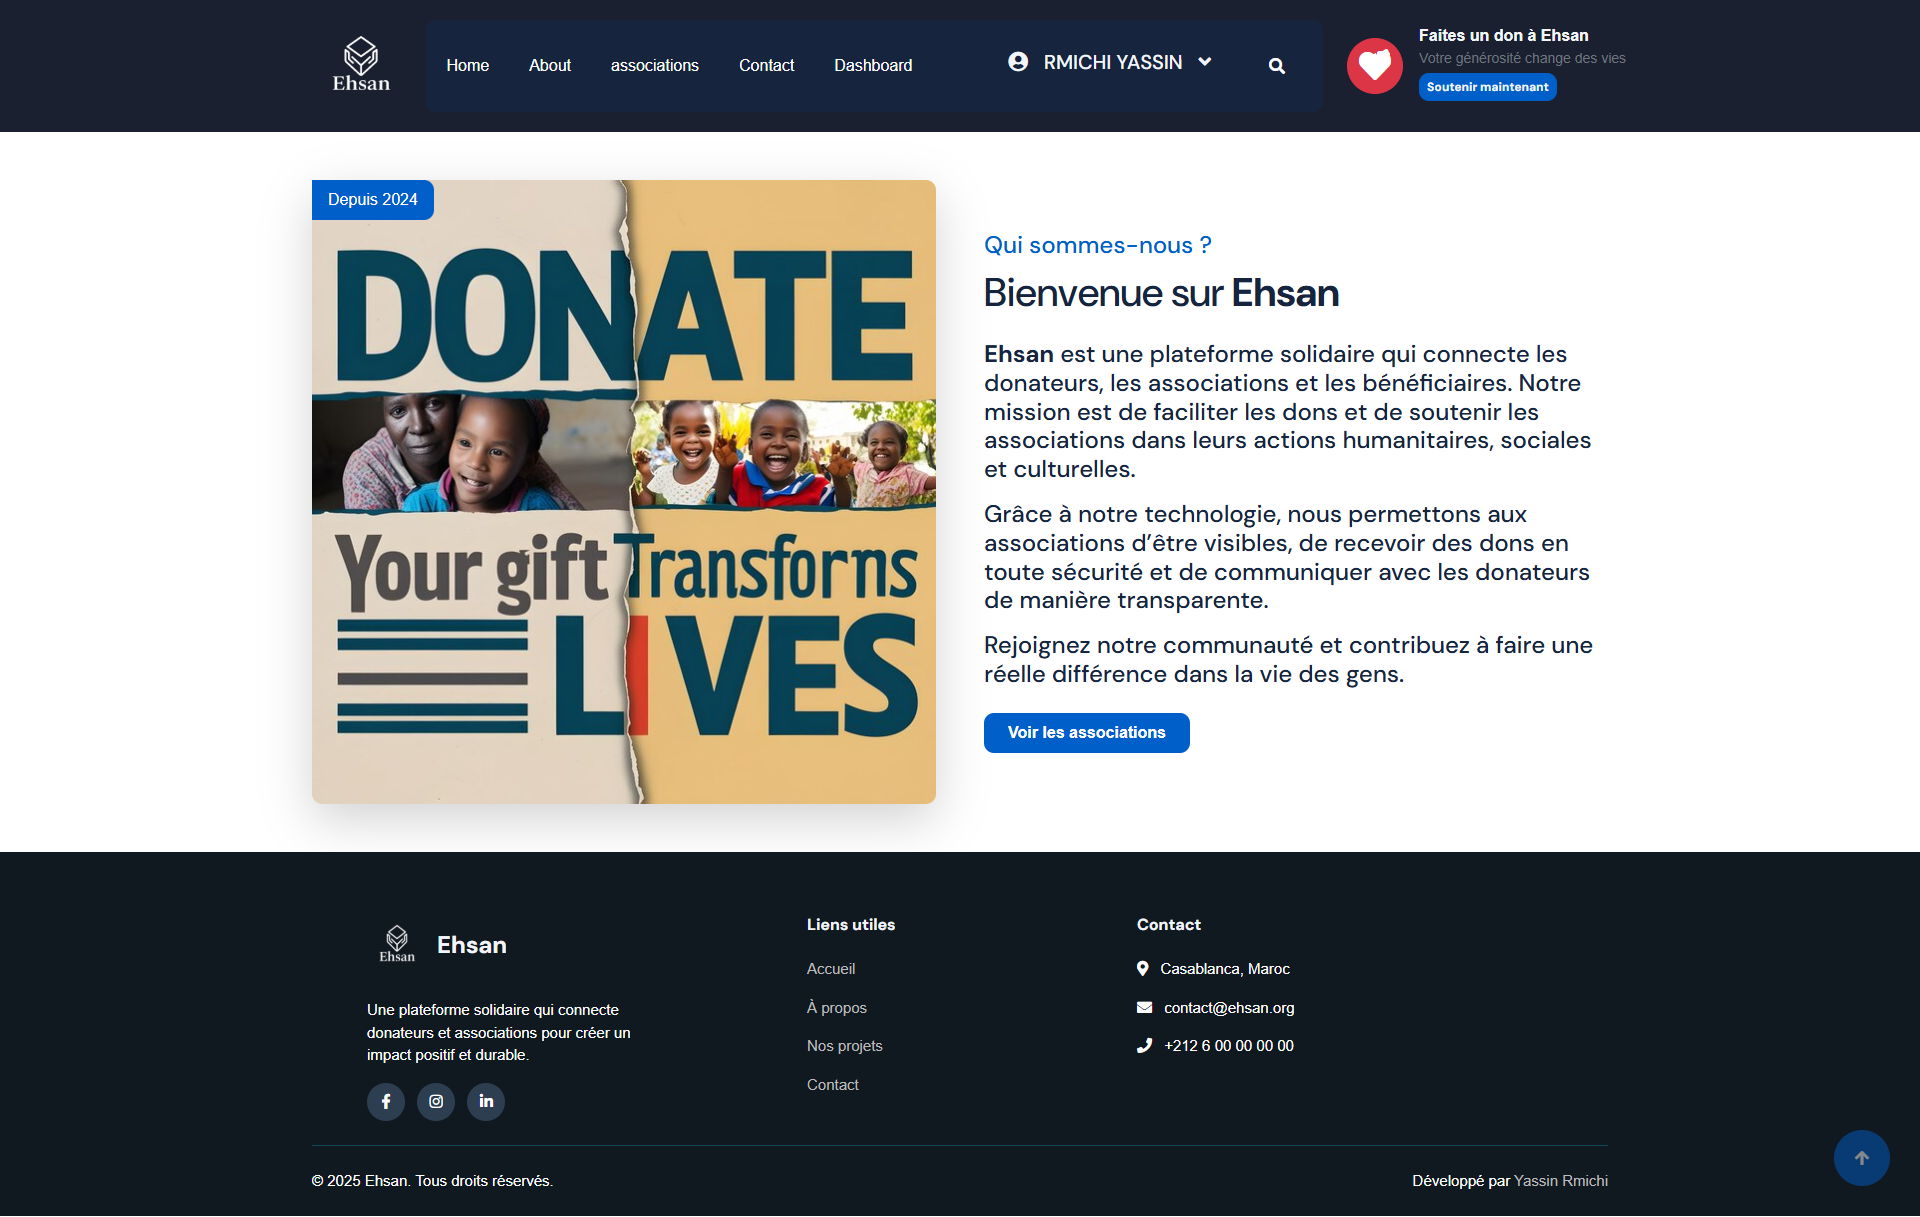 Ehsan
Home
About
associations
Contact
Dashboard
RMICHI YASSIN
Faites un don à Ehsan
Votre générosité change des vies
Soutenir maintenant
Depuis 2024
DONATE
Your gift Transforns
LIVES
Qui sommes-nous ?
Bienvenue sur Ehsan
Ehsan est une plateforme solidaire qui connecte les
donateurs, les associations et les bénéficiaires. Notre
mission est de faciliter les dons et de soutenir les
associations dans leurs actions humanitaires, sociales
et culturelles.
Grâce à notre technologie, nous permettons aux
associations d’être visibles, de recevoir des dons en
toute sécurité et de communiquer avec les donateurs
de manière transparente.
Rejoignez notre communauté et contribuez à faire une
réelle différence dans la vie des gens.
Voir les associations
Ehsan
Ehsan
Une plateforme solidaire qui connecte
donateurs et associations pour créer un
impact positif et durable.
Liens utiles
Accueil
À propos
Nos projets
Contact
Contact
Casablanca, Maroc
contact@ehsan.org
+212 6 00 00 00 00
© 2025 Ehsan. Tous droits réservés.
Développé par Yassin Rmichi